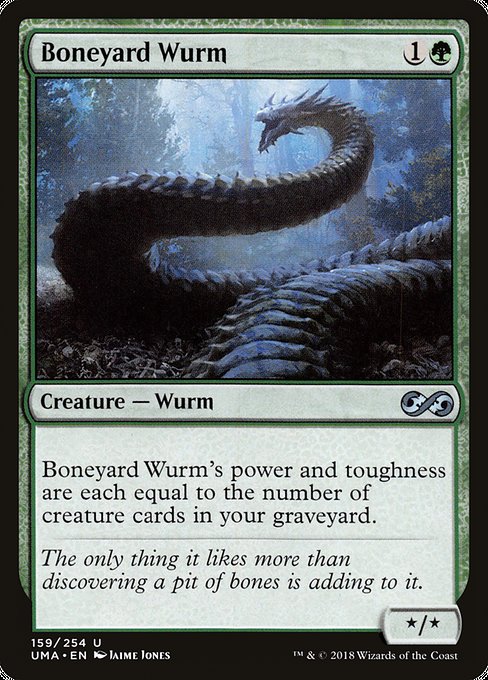 Boneyard Wurm 1
Creature — Wurm
Boneyard Wurm's power and toughness
are each equal to the number of
creature cards in your graveyard.
The only thing it likes more than
discovering a pit of bones is adding to it.
★/★
159/254 U
UMA • EN Jaime Jones ™ & © 2018 Wizards of the Coast